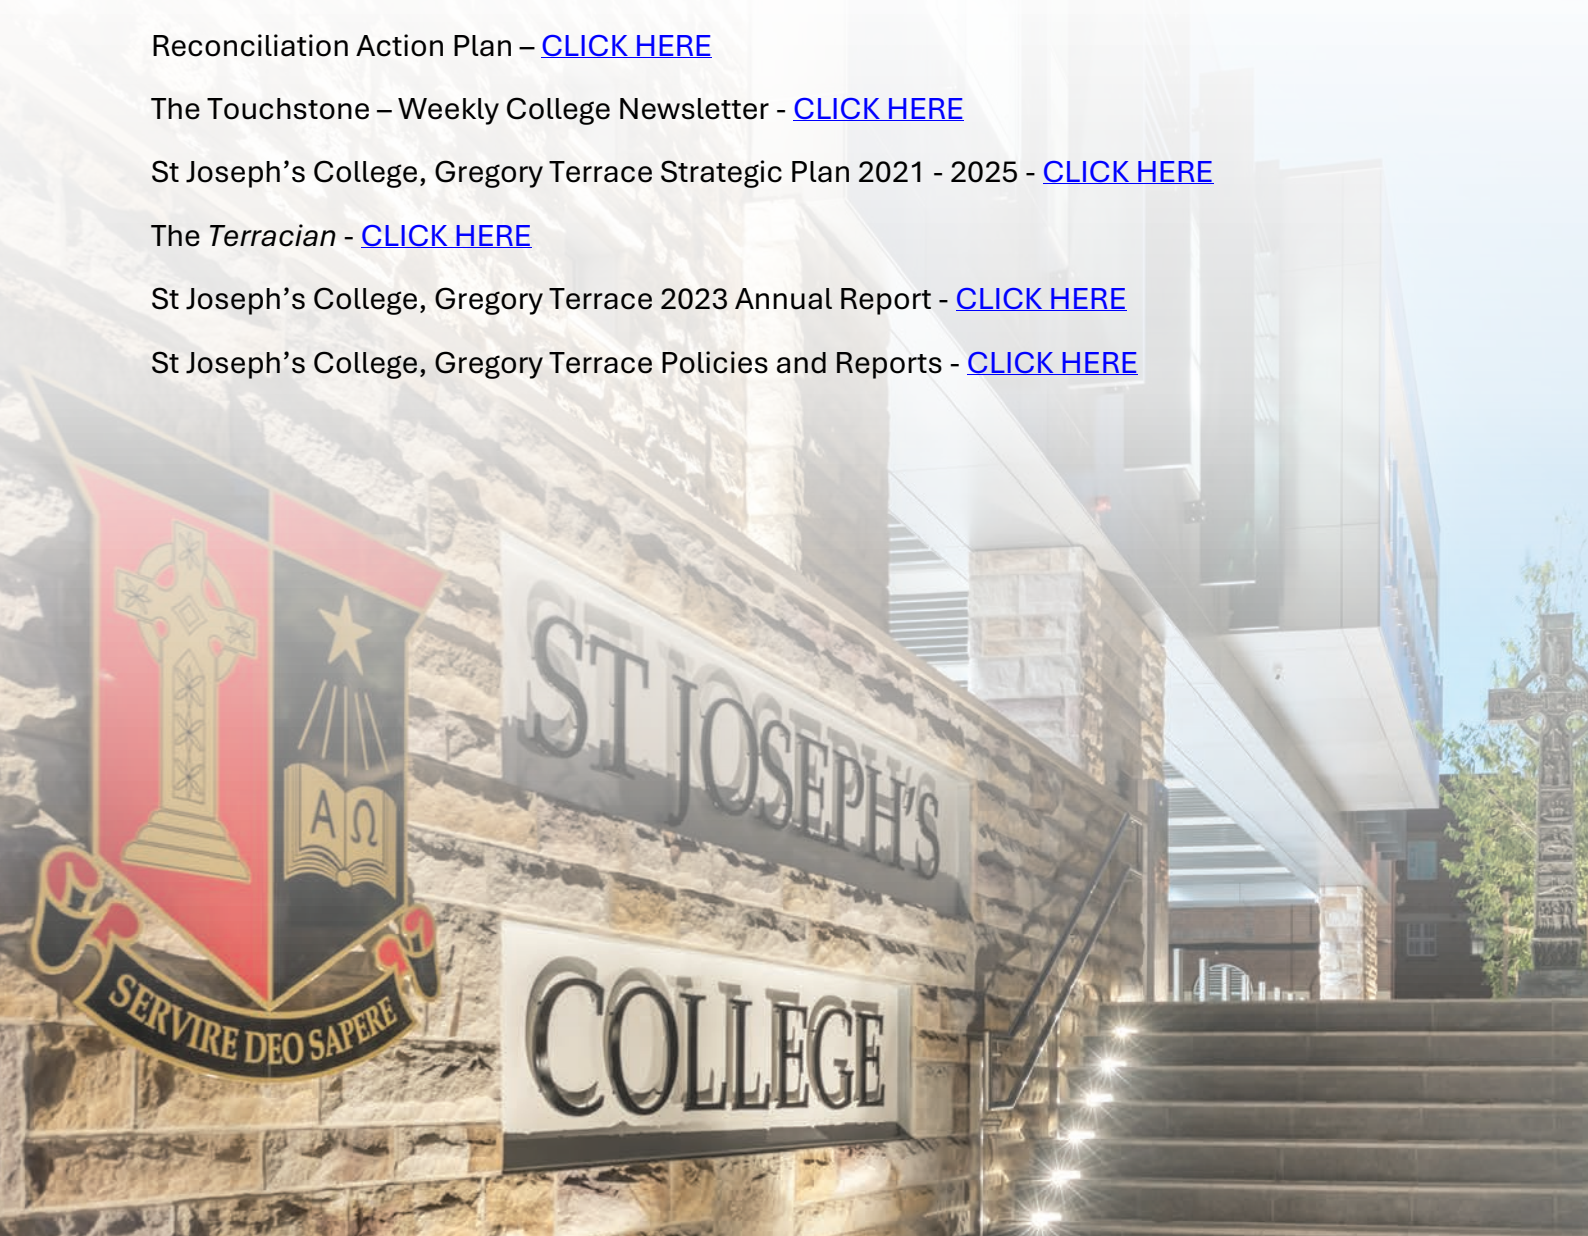 Reconciliation Action Plan – CLICK HERE
The Touchstone – Weekly College Newsletter - CLICK HERE
St Joseph’s College, Gregory Terrace Strategic Plan 2021 - 2025 - CLICK HERE
The Terracian - CLICK HERE
St Joseph’s College, Gregory Terrace 2023 Annual Report - CLICK HERE
St Joseph’s College, Gregory Terrace Policies and Reports - CLICK HERE
ST JOSEPH'S
Α Ω
COLLEGE
SERVIRE DEO SAPERE